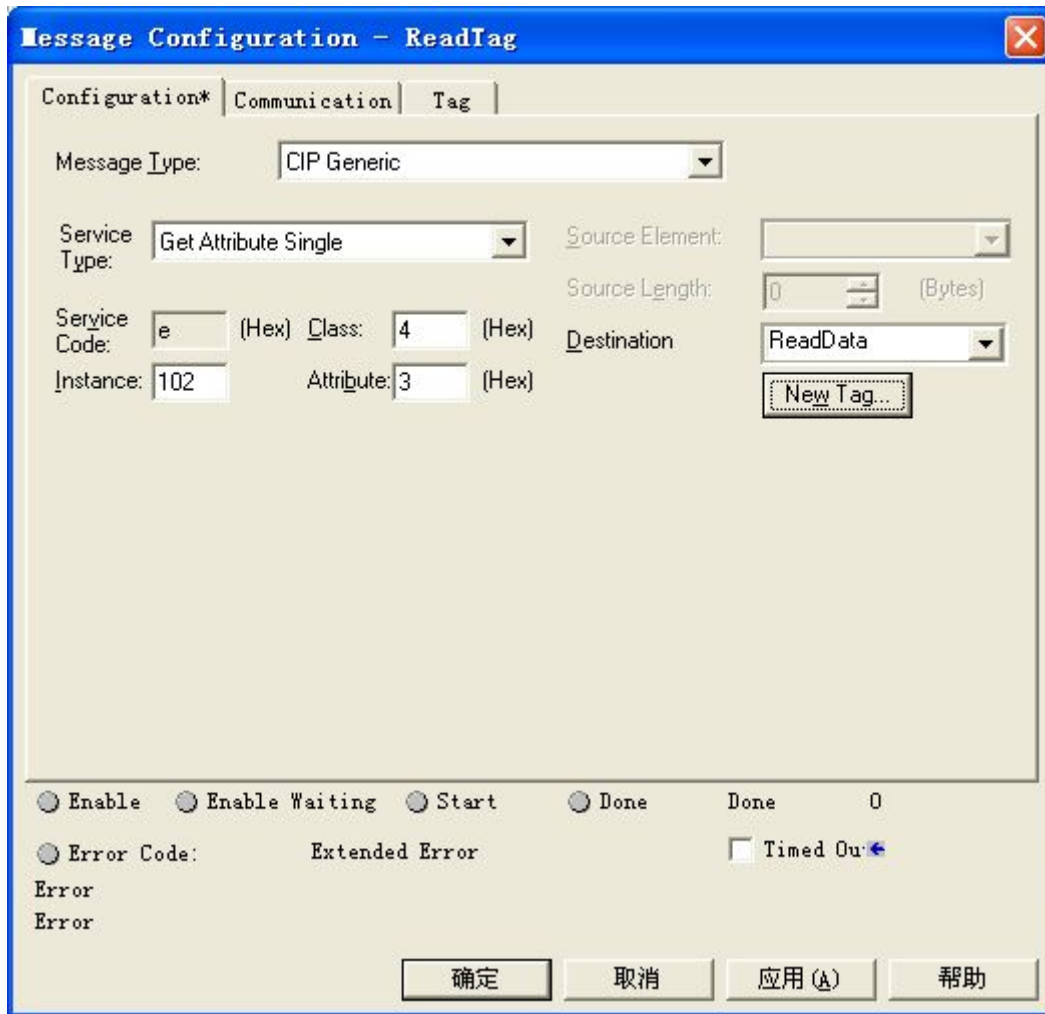 Message Configuration - ReadTag
Configuration* Communication Tag
Message Type: CIP Generic
Service Type: Get Attribute Single
Source Element:
Source Length: 0 (Bytes)
Service Code: e (Hex) Class: 4 (Hex)
Destination ReadData
Instance: 102 Attribute: 3 (Hex)
New Tag...
Enable Enable Waiting Start Done Done 0
Error Code: Extended Error Timed Ou
Error
Error
确定 取消 应用(A) 帮助